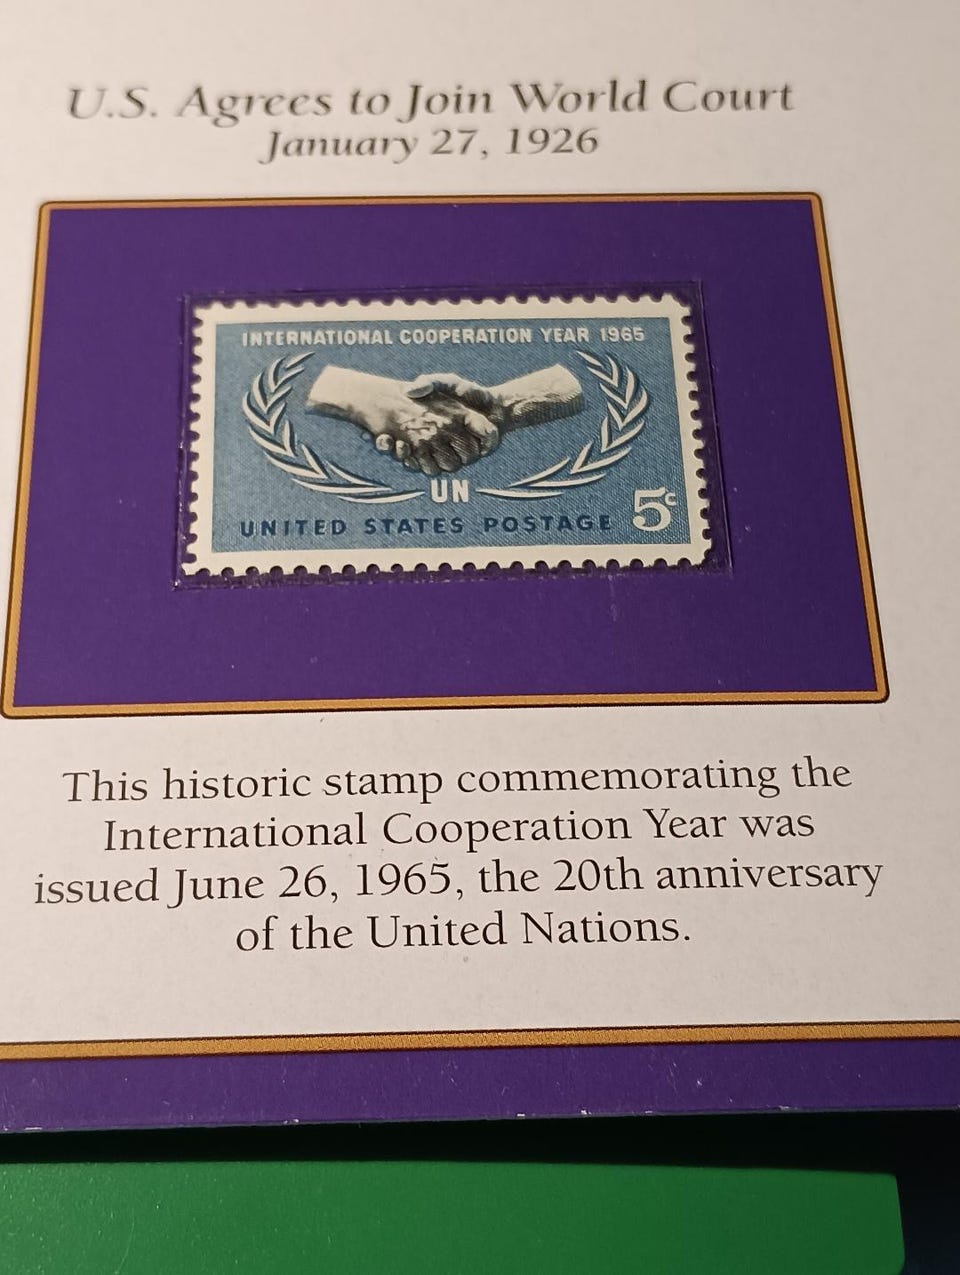 U.S. Agrees to Join World Court
January 27, 1926
INTERNATIONAL COOPERATION YEAR 1965
UN
UNITED STATES POSTAGE 5c
This historic stamp commemorating the
International Cooperation Year was
issued June 26, 1965, the 20th anniversary
of the United Nations.